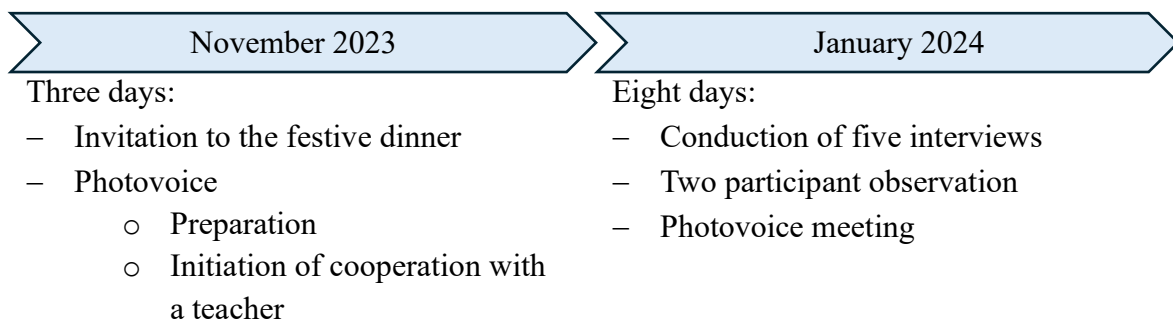 November 2023
Three days:
– Invitation to the festive dinner
– Photovoice
o Preparation
o Initiation of cooperation with
a teacher
January 2024
Eight days:
– Conduction of five interviews
– Two participant observation
– Photovoice meeting